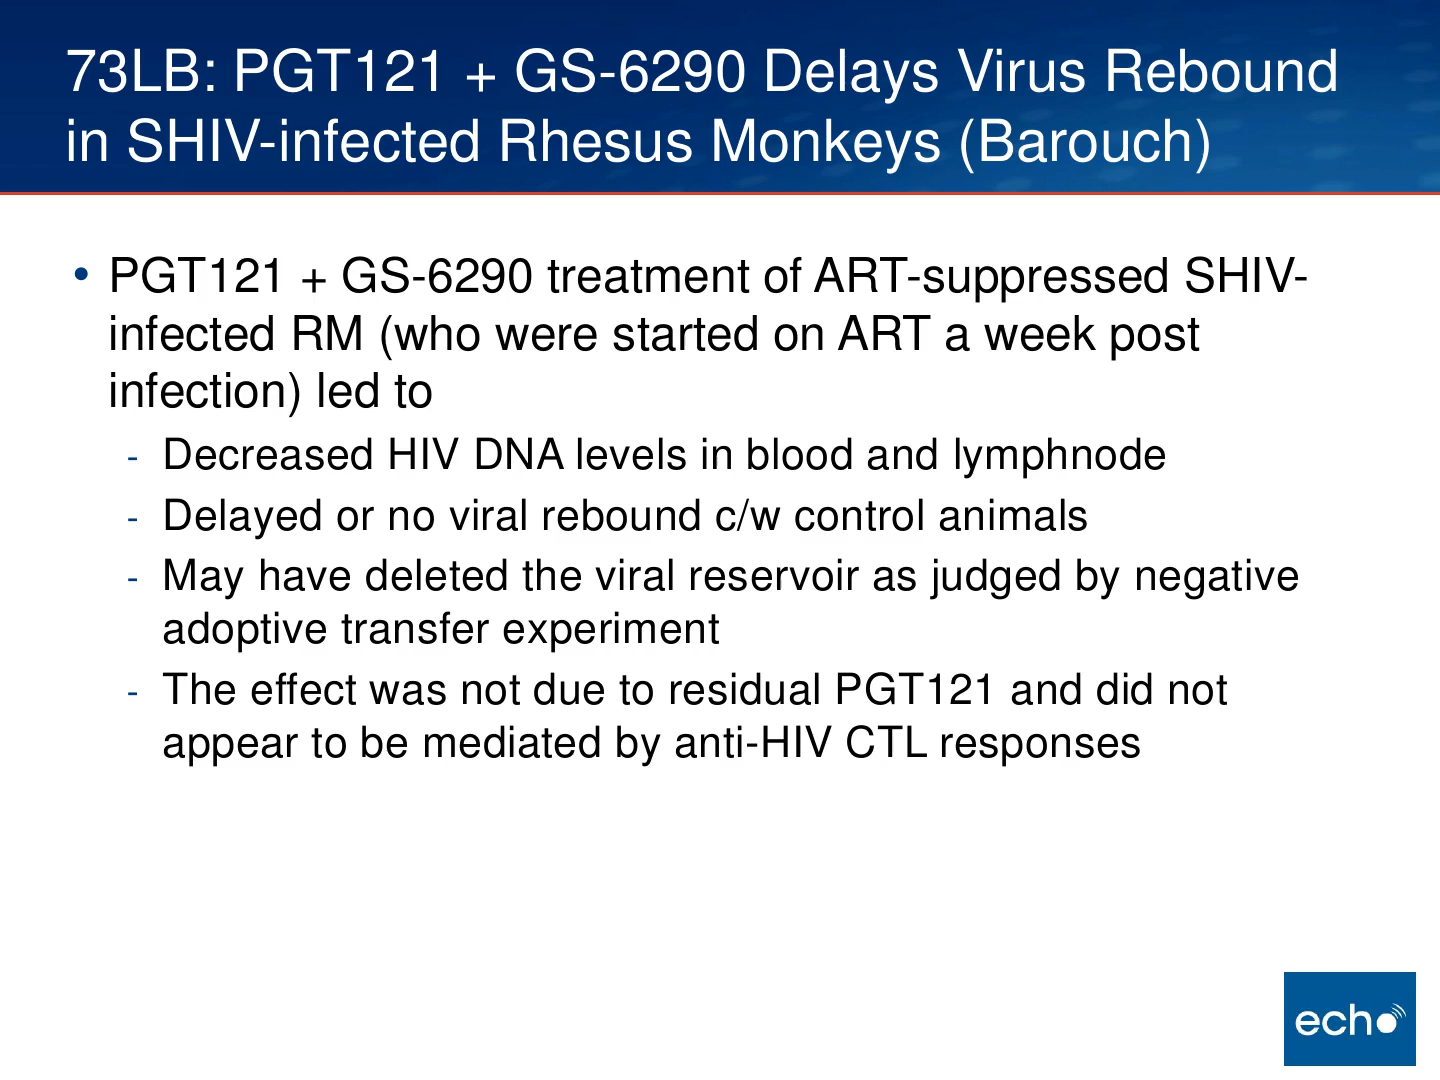 73LB: PGT121 + GS-6290 Delays Virus Rebound
in SHIV-infected Rhesus Monkeys (Barouch)
• PGT121 + GS-6290 treatment of ART-suppressed SHIV-
infected RM (who were started on ART a week post
infection) led to
- Decreased HIV DNA levels in blood and lymphnode
- Delayed or no viral rebound c/w control animals
- May have deleted the viral reservoir as judged by negative
adoptive transfer experiment
- The effect was not due to residual PGT121 and did not
appear to be mediated by anti-HIV CTL responses
echo